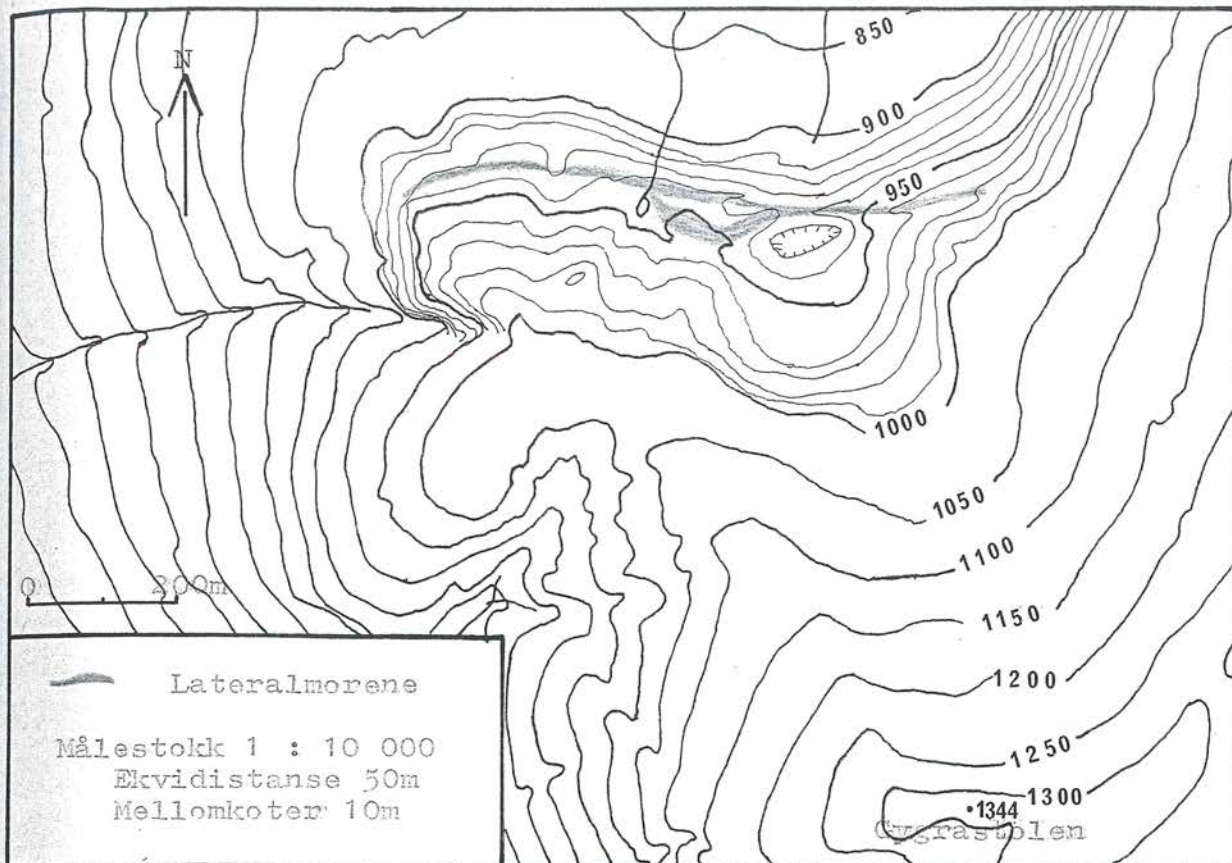 850
N
900
950
1000
1050
1100
1150
1200
1250
1300
•1344
Gygrastolen
0 200m
Lateralmorene
Målestokk 1 : 10 000
Ekvidistanse 50m
Mellomkoter 10m